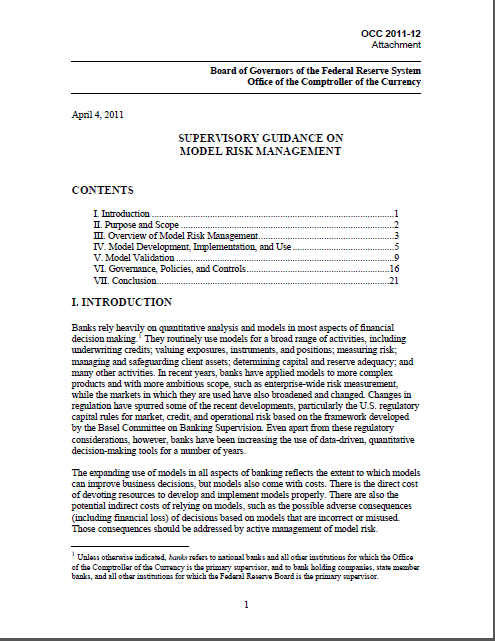 OCC 2011-12
Attachment
Board of Governors of the Federal Reserve System
Office of the Comptroller of the Currency
April 4, 2011
SUPERVISORY GUIDANCE ON
MODEL RISK MANAGEMENT
CONTENTS
I. Introduction ..........1
II. Purpose and Scope ..........2
III. Overview of Model Risk Management ..........3
IV. Model Development, Implementation, and Use ..........5
V. Model Validation ..........9
VI. Governance, Policies, and Controls ..........16
VII. Conclusion ..........21
I. INTRODUCTION
Banks rely heavily on quantitative analysis and models in most aspects of financial
decision making.1 They routinely use models for a broad range of activities, including
underwriting credits; valuing exposures, instruments, and positions; measuring risk;
managing and safeguarding client assets; determining capital and reserve adequacy; and
many other activities. In recent years, banks have applied models to more complex
products and with more ambitious scope, such as enterprise-wide risk measurement,
while the markets in which they are used have also broadened and changed. Changes in
regulation have spurred some of the recent developments, particularly the U.S. regulatory
capital rules for market, credit, and operational risk based on the framework developed
by the Basel Committee on Banking Supervision. Even apart from these regulatory
considerations, however, banks have been increasing the use of data-driven, quantitative
decision-making tools for a number of years.
The expanding use of models in all aspects of banking reflects the extent to which models
can improve business decisions, but models also come with costs. There is the direct cost
of devoting resources to develop and implement models properly. There are also the
potential indirect costs of relying on models, such as the possible adverse consequences
(including financial loss) of decisions based on models that are incorrect or misused.
Those consequences should be addressed by active management of model risk.
1 Unless otherwise indicated, banks refers to national banks and all other institutions for which the Office
of the Comptroller of the Currency is the primary supervisor, and to bank holding companies, state member
banks, and all other institutions for which the Federal Reserve Board is the primary supervisor.
1